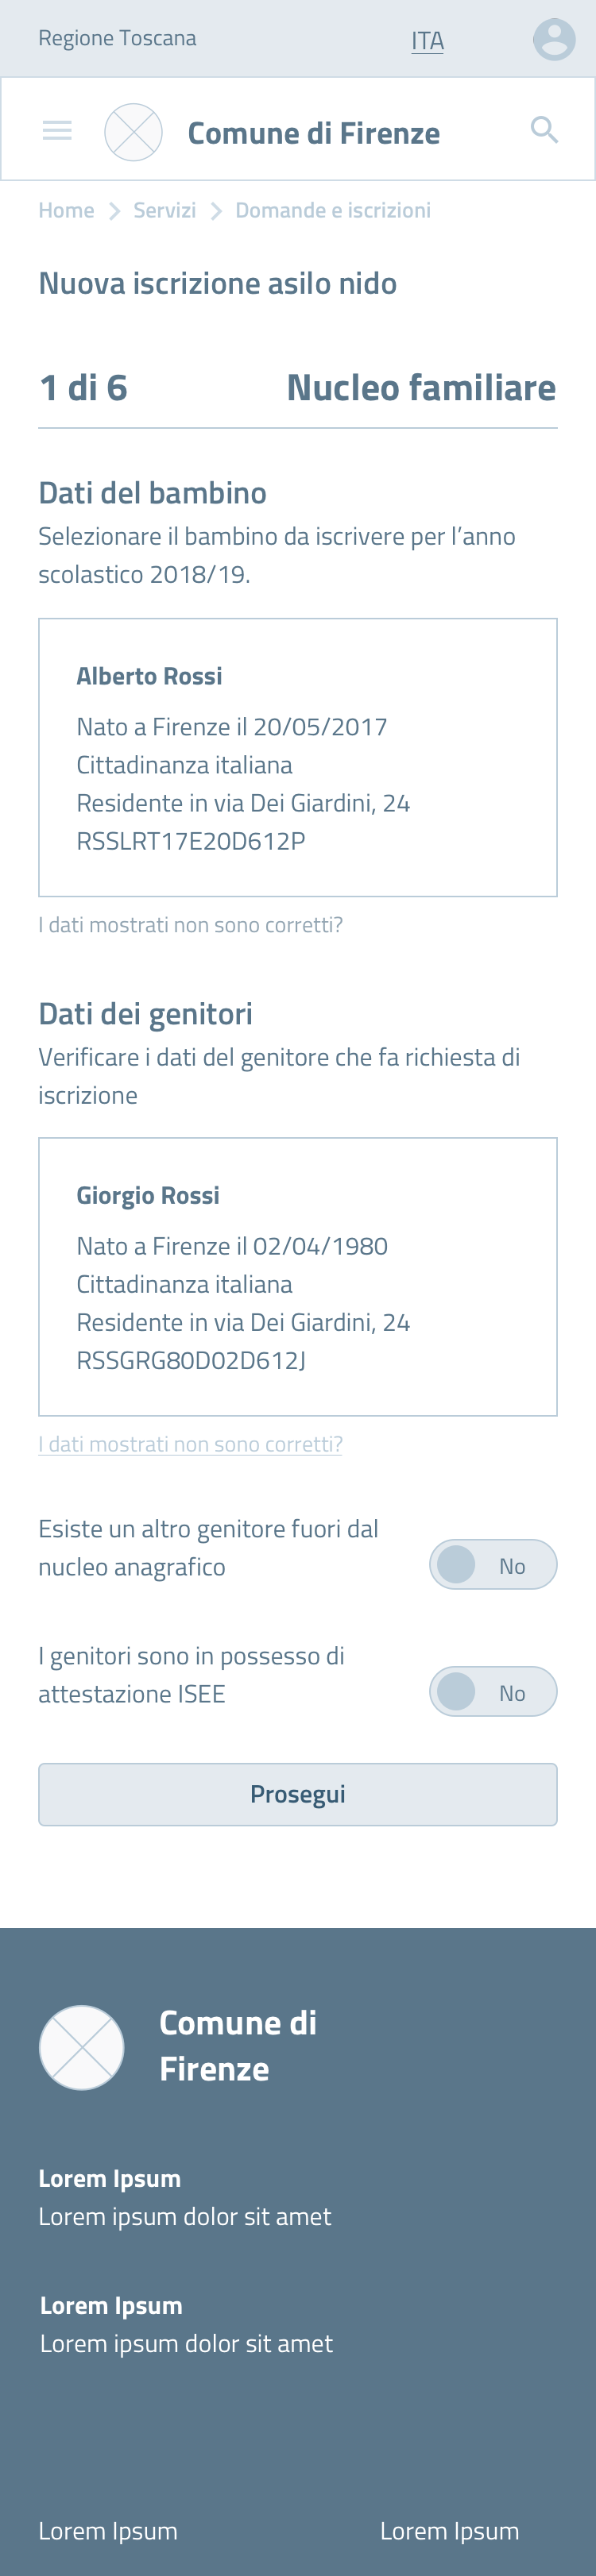 Regione Toscana
ITA
Comune di Firenze
Home > Servizi > Domande e iscrizioni
Nuova iscrizione asilo nido
1 di 6
Nucleo familiare
Dati del bambino
Selezionare il bambino da iscrivere per l’anno
scolastico 2018/19.
Alberto Rossi
Nato a Firenze il 20/05/2017
Cittadinanza italiana
Residente in via Dei Giardini, 24
RSSLRT17E20D612P
I dati mostrati non sono corretti?
Dati dei genitori
Verificare i dati del genitore che fa richiesta di
iscrizione
Giorgio Rossi
Nato a Firenze il 02/04/1980
Cittadinanza italiana
Residente in via Dei Giardini, 24
RSSGRG80D02D612J
I dati mostrati non sono corretti?
Esiste un altro genitore fuori dal
nucleo anagrafico
No
I genitori sono in possesso di
attestazione ISEE
No
Prosegui
Comune di
Firenze
Lorem Ipsum
Lorem ipsum dolor sit amet
Lorem Ipsum
Lorem ipsum dolor sit amet
Lorem Ipsum
Lorem Ipsum